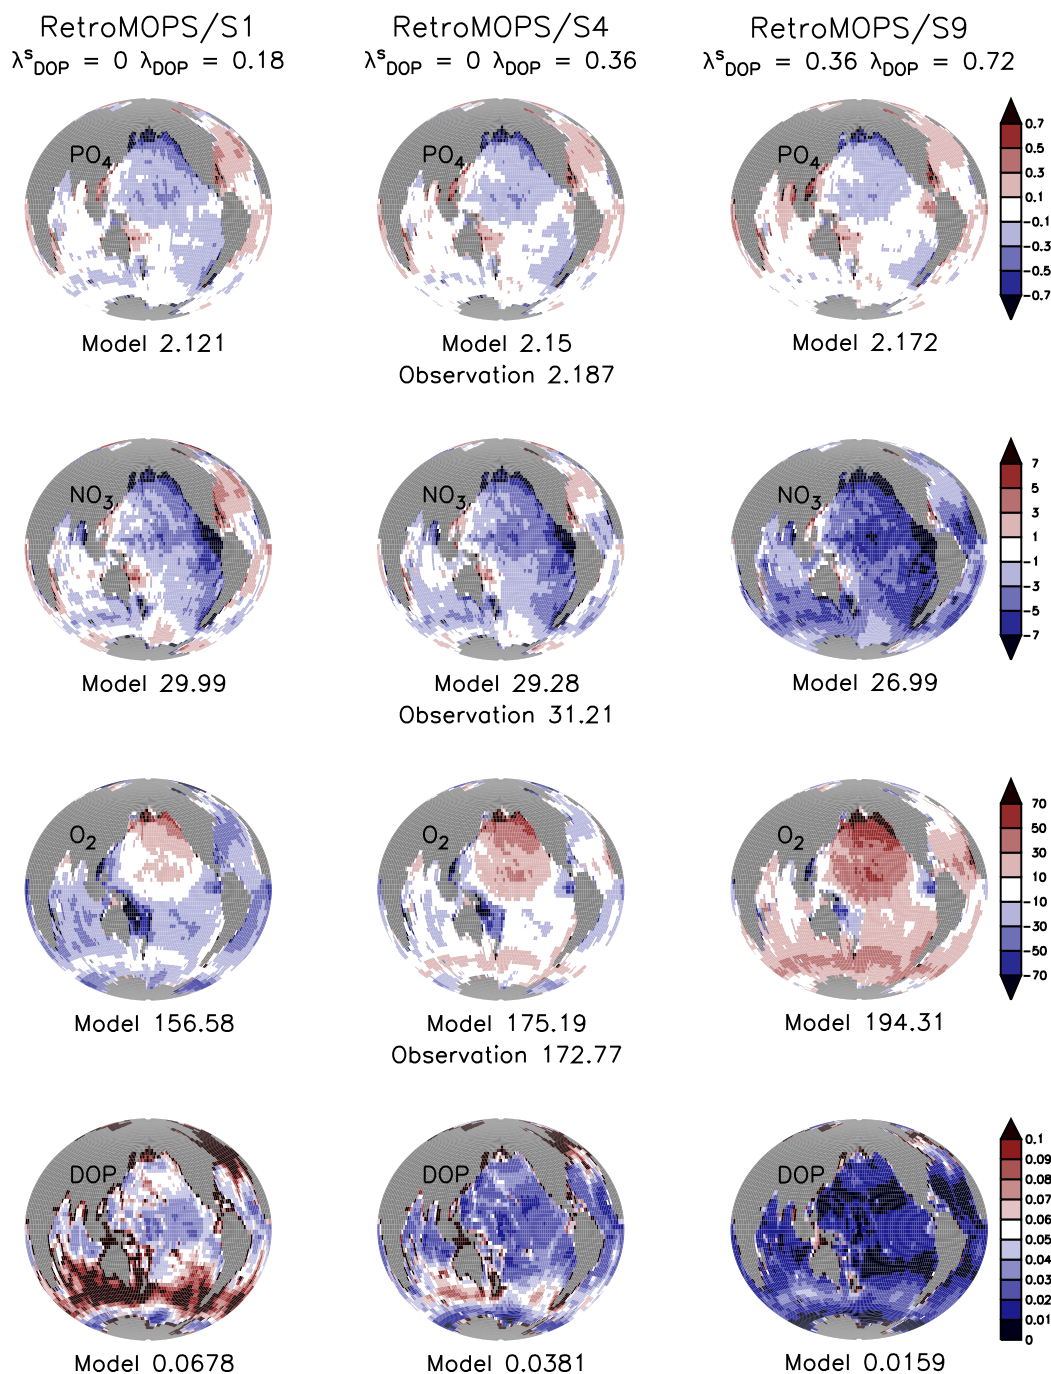 RetroMOPS/S1 RetroMOPS/S4 RetroMOPS/S9
λˢDOP = 0 λDOP = 0.18 λˢDOP = 0 λDOP = 0.36 λˢDOP = 0.36 λDOP = 0.72
PO4 PO4 PO4
0.7
0.5
0.3
0.1
-0.1
-0.3
-0.5
-0.7
Model 2.121 Model 2.15 Model 2.172
Observation 2.187
NO3 NO3 NO3
7
5
3
1
-1
-3
-5
-7
Model 29.99 Model 29.28 Model 26.99
Observation 31.21
O2 O2 O2
70
50
30
10
-10
-30
-50
-70
Model 156.58 Model 175.19 Model 194.31
Observation 172.77
DOP DOP DOP
0.1
0.09
0.08
0.07
0.06
0.05
0.04
0.03
0.02
0.01
0
Model 0.0678 Model 0.0381 Model 0.0159